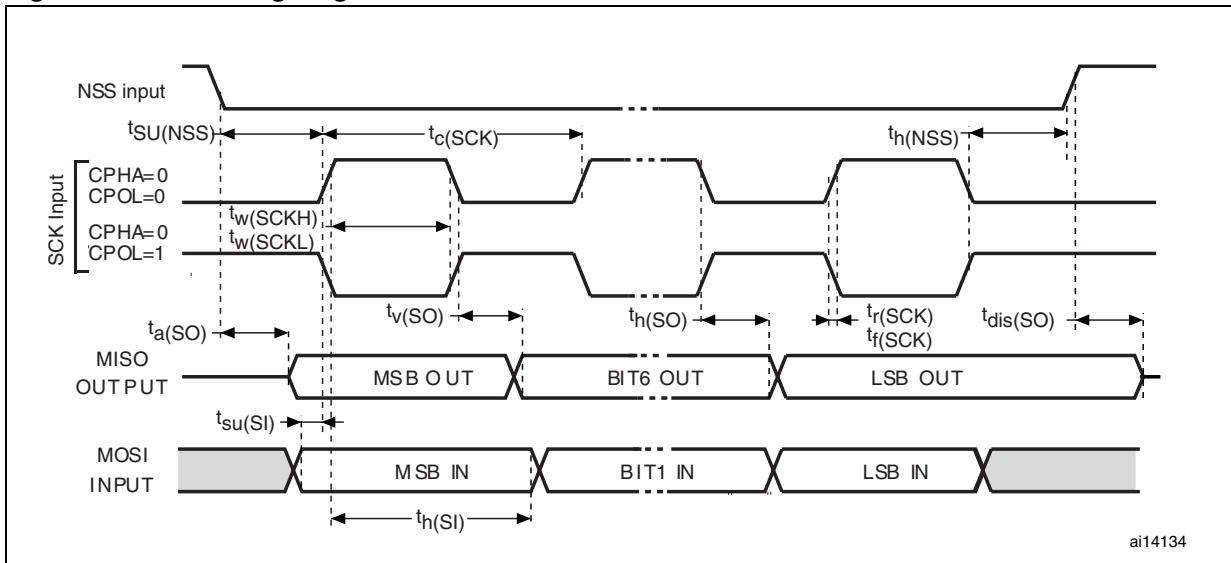 NSS input
tSU(NSS)
tc(SCK)
th(NSS)
SCK Input
CPHA=0
CPOL=0
tw(SCKH)
tw(SCKL)
CPHA=0
CPOL=1
ta(SO)
tv(SO)
th(SO)
tr(SCK)
tf(SCK)
tdis(SO)
MISO
OUTPUT
MSB OUT
BIT6 OUT
LSB OUT
tsu(SI)
MOSI
INPUT
MSB IN
BIT1 IN
LSB IN
th(SI)
ai14134